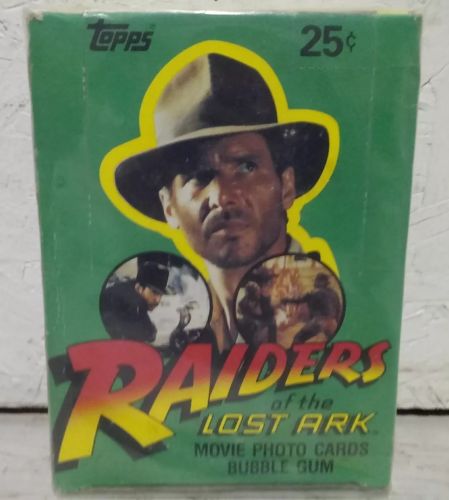 topps
25¢
RAIDERS
of the
LOST ARK
MOVIE PHOTO CARDS
BUBBLE GUM